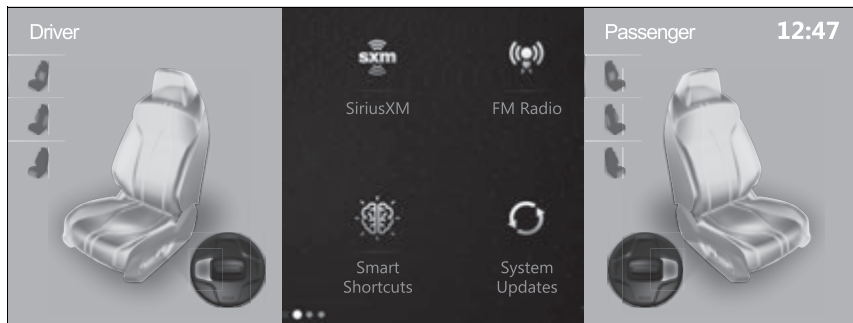 Driver
sxm
SiriusXM
FM Radio
Smart
Shortcuts
System
Updates
Passenger
12:47